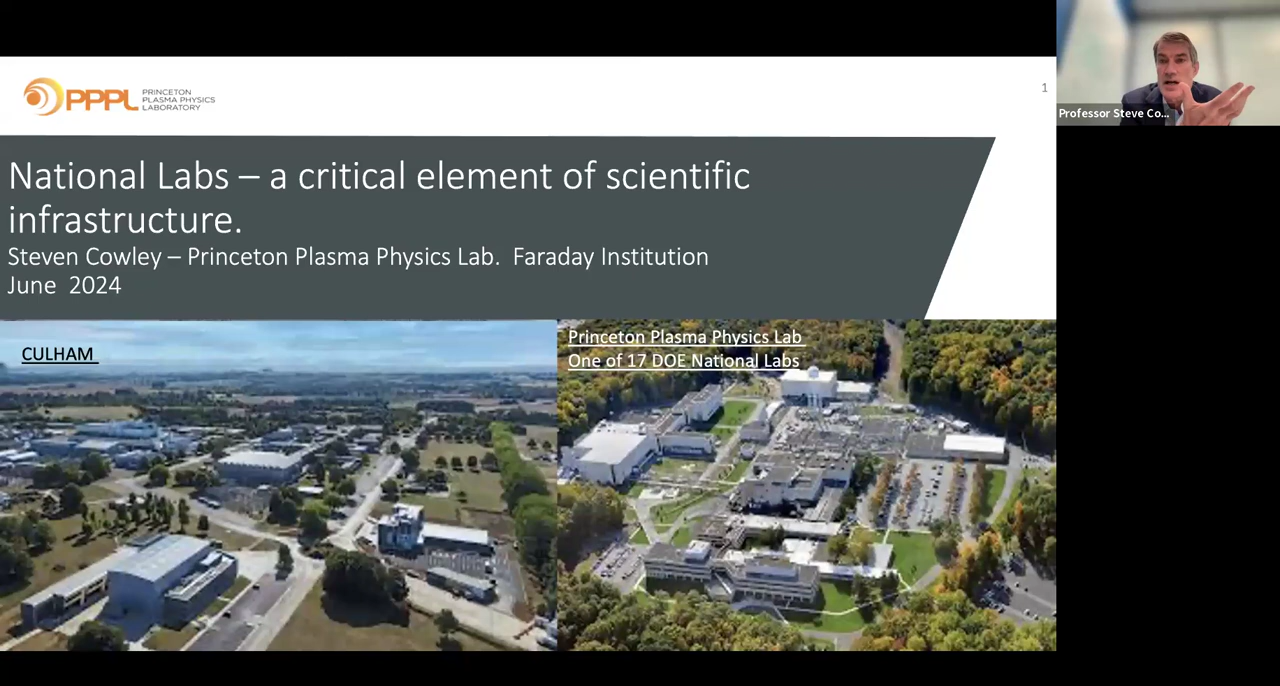 PPPL
PRINCETON
PLASMA PHYSICS
LABORATORY
1
National Labs – a critical element of scientific
infrastructure.
Steven Cowley – Princeton Plasma Physics Lab. Faraday Institution
June 2024
CULHAM
Princeton Plasma Physics Lab
One of 17 DOE National Labs
Professor Steve Co...